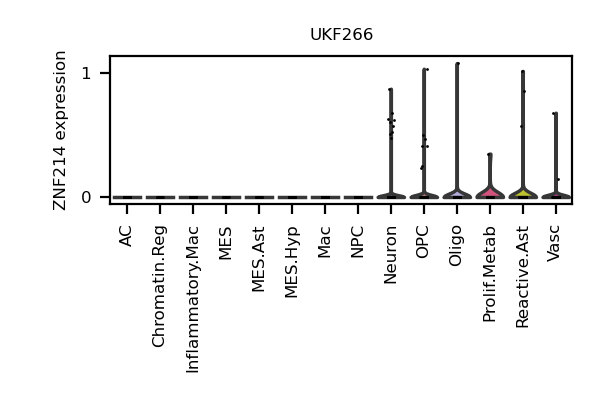 UKF266
ZNF214 expression
1
0
AC
Chromatin.Reg
Inflammatory.Mac
MES
MES.Ast
MES.Hyp
Mac
NPC
Neuron
OPC
Oligo
Prolif.Metab
Reactive.Ast
Vasc